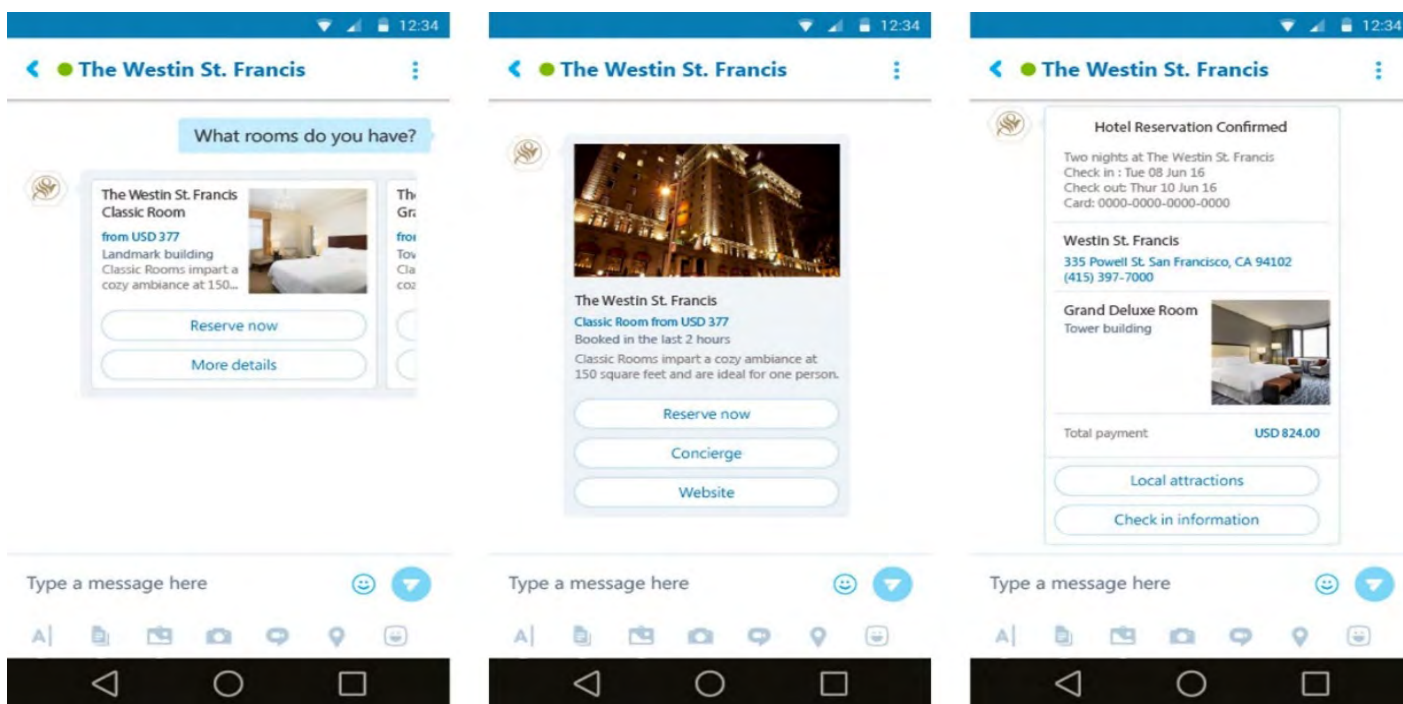 12:34
The Westin St. Francis
What rooms do you have?
The Westin St. Francis
Classic Room
from USD 377
Landmark building
Classic Rooms impart a
cozy ambiance at 150...
Reserve now
More details
Type a message here
A
12:34
The Westin St. Francis
The Westin St. Francis
Classic Room from USD 377
Booked in the last 2 hours
Classic Rooms impart a cozy ambiance at
150 square feet and are ideal for one person.
Reserve now
Concierge
Website
Type a message here
A
12:34
The Westin St. Francis
Hotel Reservation Confirmed
Two nights at The Westin St. Francis
Check in : Tue 08 Jun 16
Check out: Thur 10 Jun 16
Card: 0000-0000-0000-0000
Westin St. Francis
335 Powell St. San Francisco, CA 94102
(415) 397-7000
Grand Deluxe Room
Tower building
Total payment USD 824.00
Local attractions
Check in information
Type a message here
A